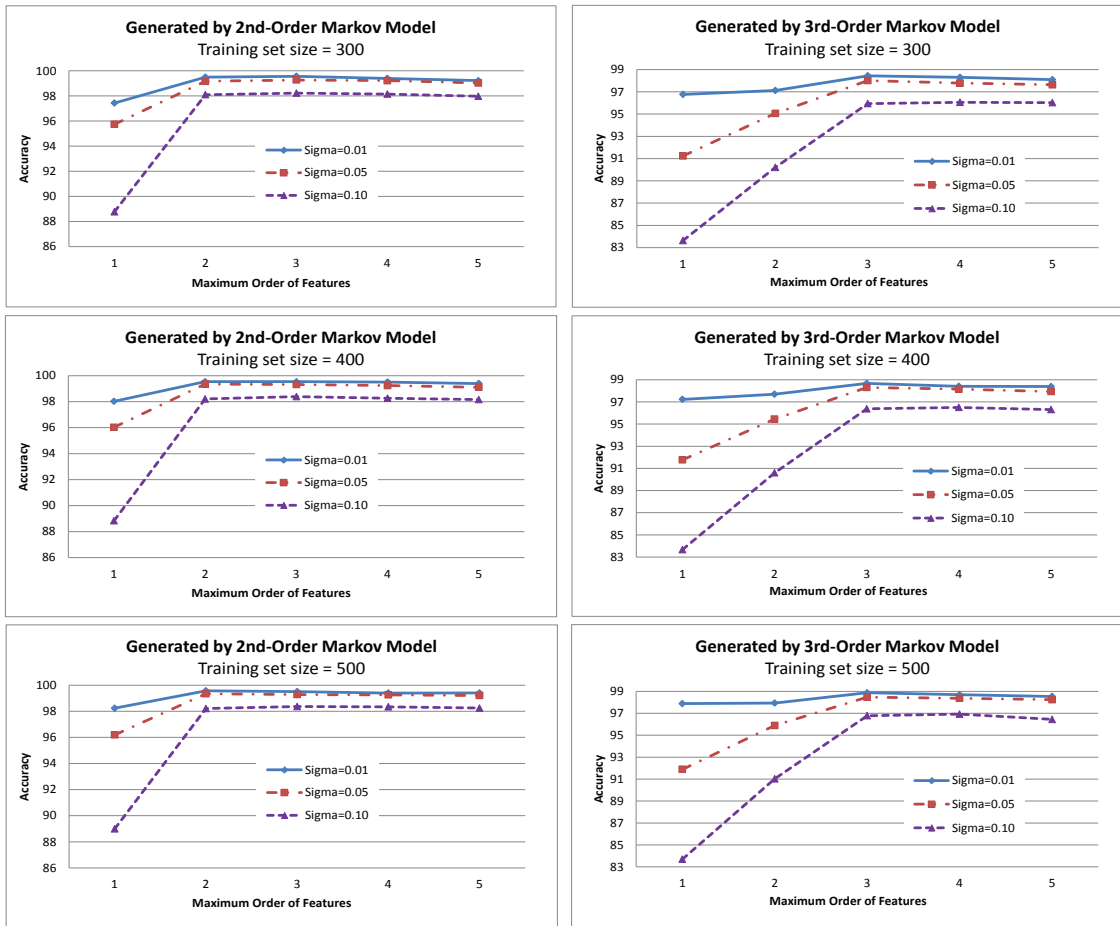 Generated by 2nd-Order Markov Model
Training set size = 300
100
98
96
94
92
90
88
86
Accuracy
Sigma=0.01
Sigma=0.05
Sigma=0.10
1 2 3 4 5
Maximum Order of Features
Generated by 3rd-Order Markov Model
Training set size = 300
99
97
95
93
91
89
87
85
83
Accuracy
Sigma=0.01
Sigma=0.05
Sigma=0.10
1 2 3 4 5
Maximum Order of Features
Generated by 2nd-Order Markov Model
Training set size = 400
100
98
96
94
92
90
88
86
Accuracy
Sigma=0.01
Sigma=0.05
Sigma=0.10
1 2 3 4 5
Maximum Order of Features
Generated by 3rd-Order Markov Model
Training set size = 400
99
97
95
93
91
89
87
85
83
Accuracy
Sigma=0.01
Sigma=0.05
Sigma=0.10
1 2 3 4 5
Maximum Order of Features
Generated by 2nd-Order Markov Model
Training set size = 500
100
98
96
94
92
90
88
86
Accuracy
Sigma=0.01
Sigma=0.05
Sigma=0.10
1 2 3 4 5
Maximum Order of Features
Generated by 3rd-Order Markov Model
Training set size = 500
99
97
95
93
91
89
87
85
83
Accuracy
Sigma=0.01
Sigma=0.05
Sigma=0.10
1 2 3 4 5
Maximum Order of Features